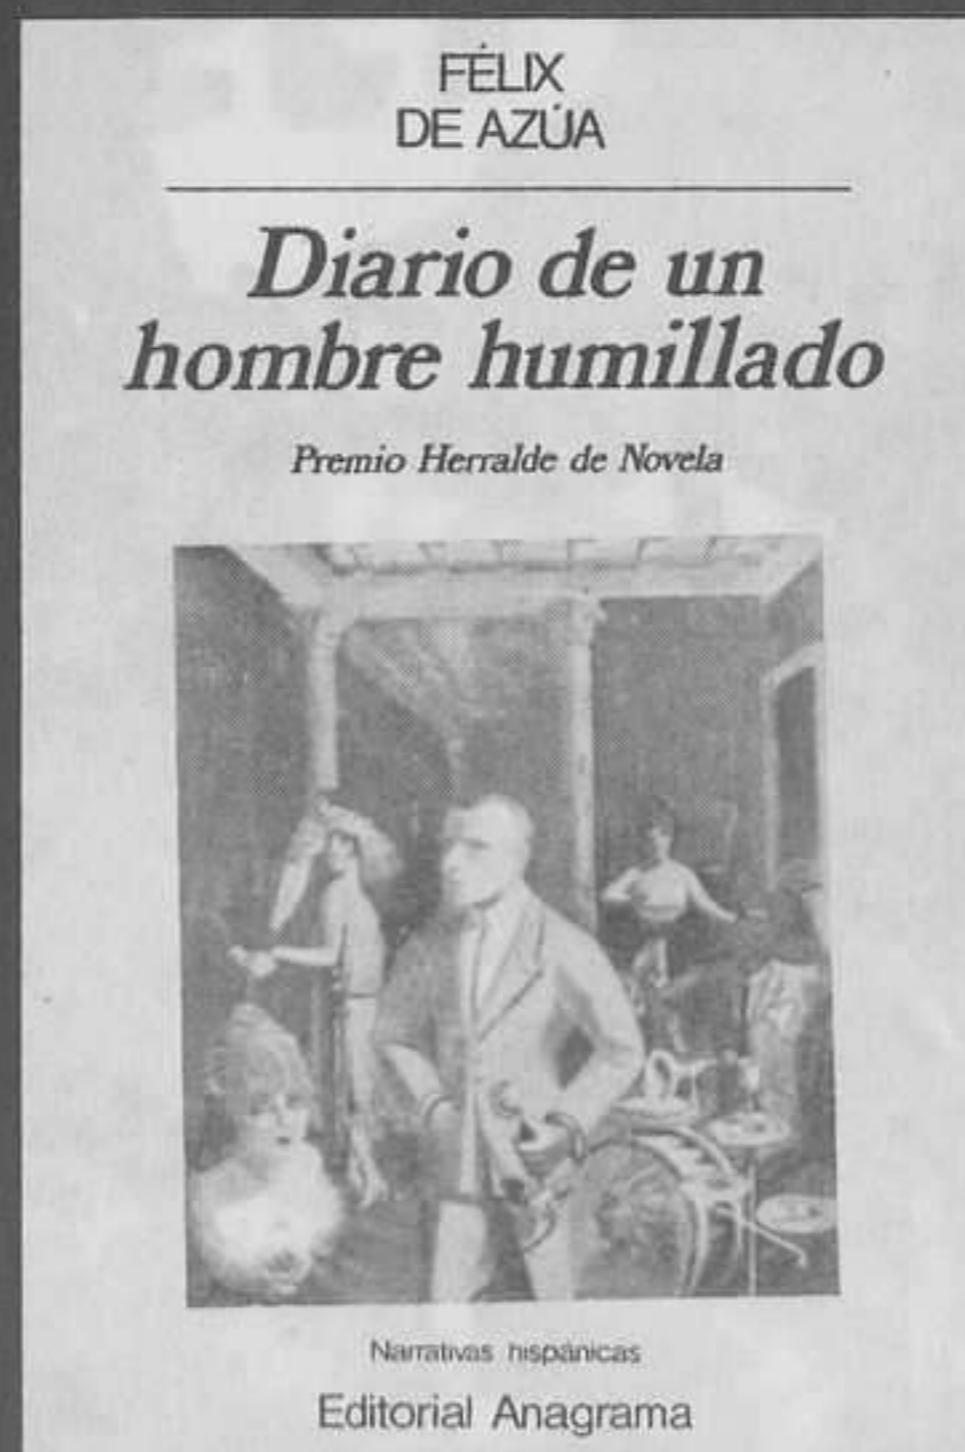 FÉLIX
DE AZÚA
Diario de un
hombre humillado
Premio Herralde de Novela
Narrativas hispánicas
Editorial Anagrama